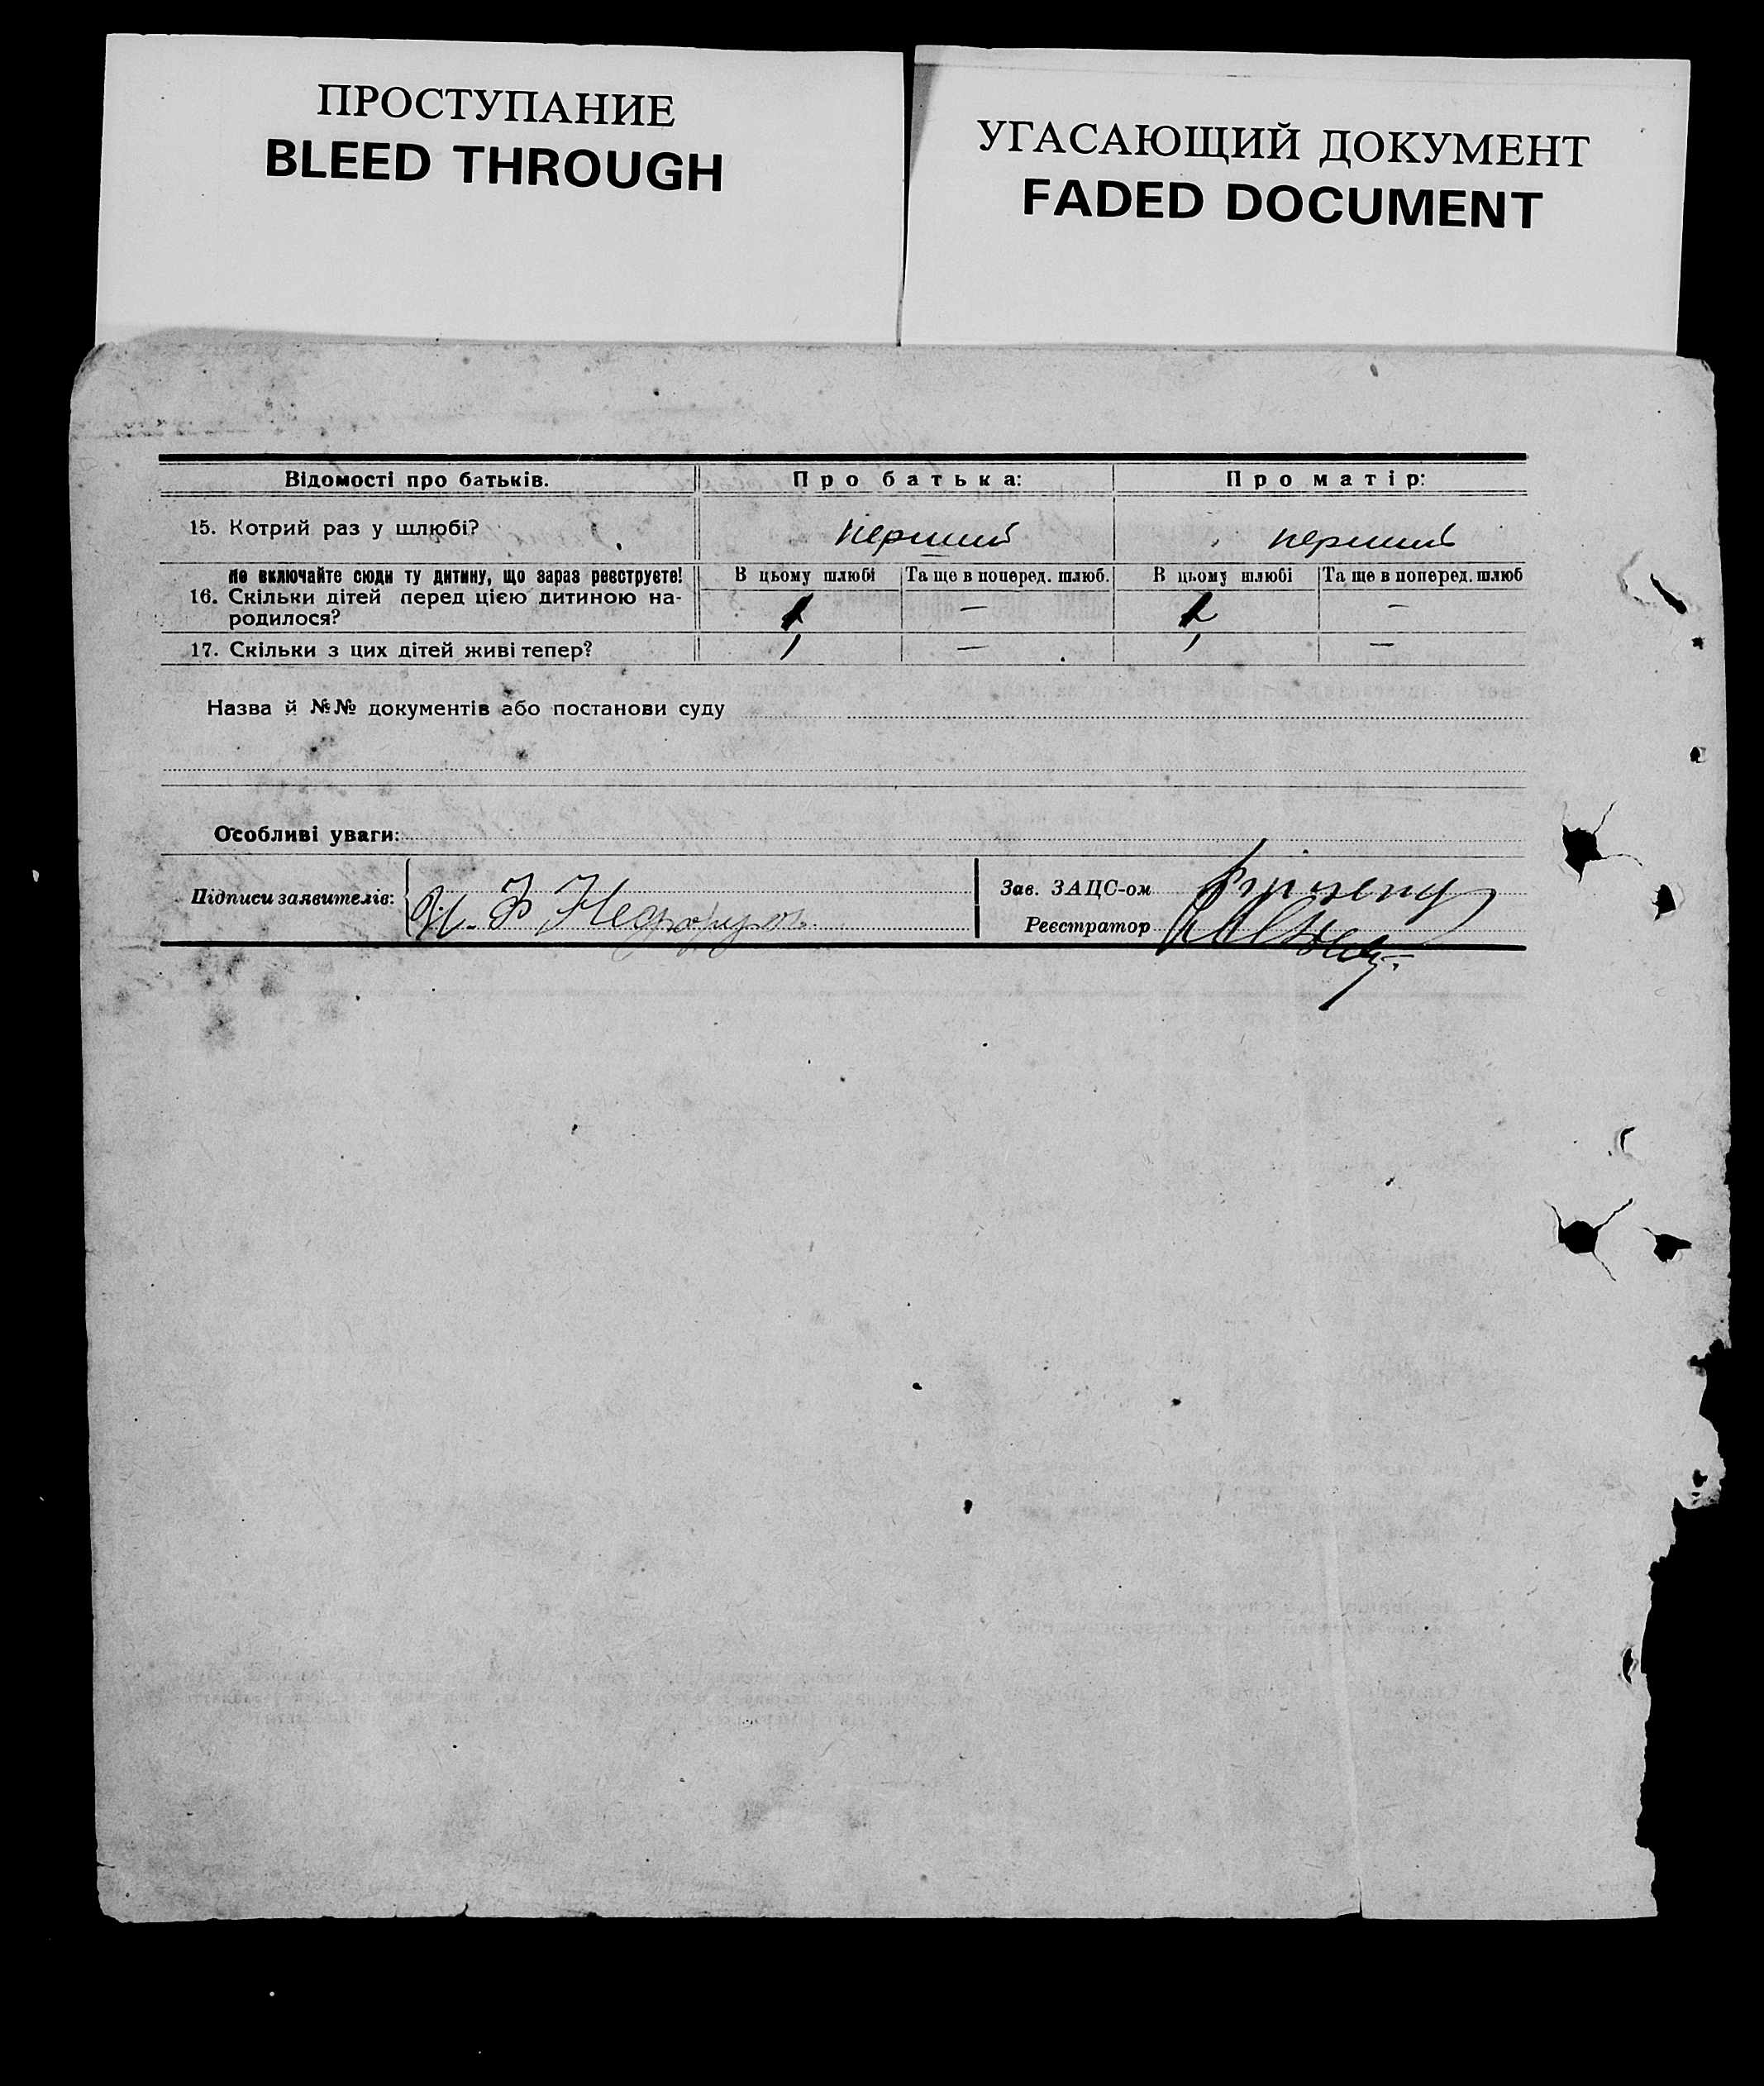 ПРОСТУПАНИЕ
BLEED THROUGH
УГАСАЮЩИЙ ДОКУМЕНТ
FADED DOCUMENT
Відомості про батьків. Про батька: Про матір:
15. Котрий раз у шлюбі? перший перший
Не включайте сюди ту дитину, що зараз реєструєте! В цьому шлюбі Та ще в поперед. шлюб. В цьому шлюбі Та ще в поперед. шлюб
16. Скільки дітей перед цією дитиною на-
родилося? — —
17. Скільки з цих дітей живі тепер? 1 — 1 —
Назва й №№ документів або постанови суду
Особливі уваги:
Підписи заявителів:
Зав. ЗАЦС-ом
Реєстратор